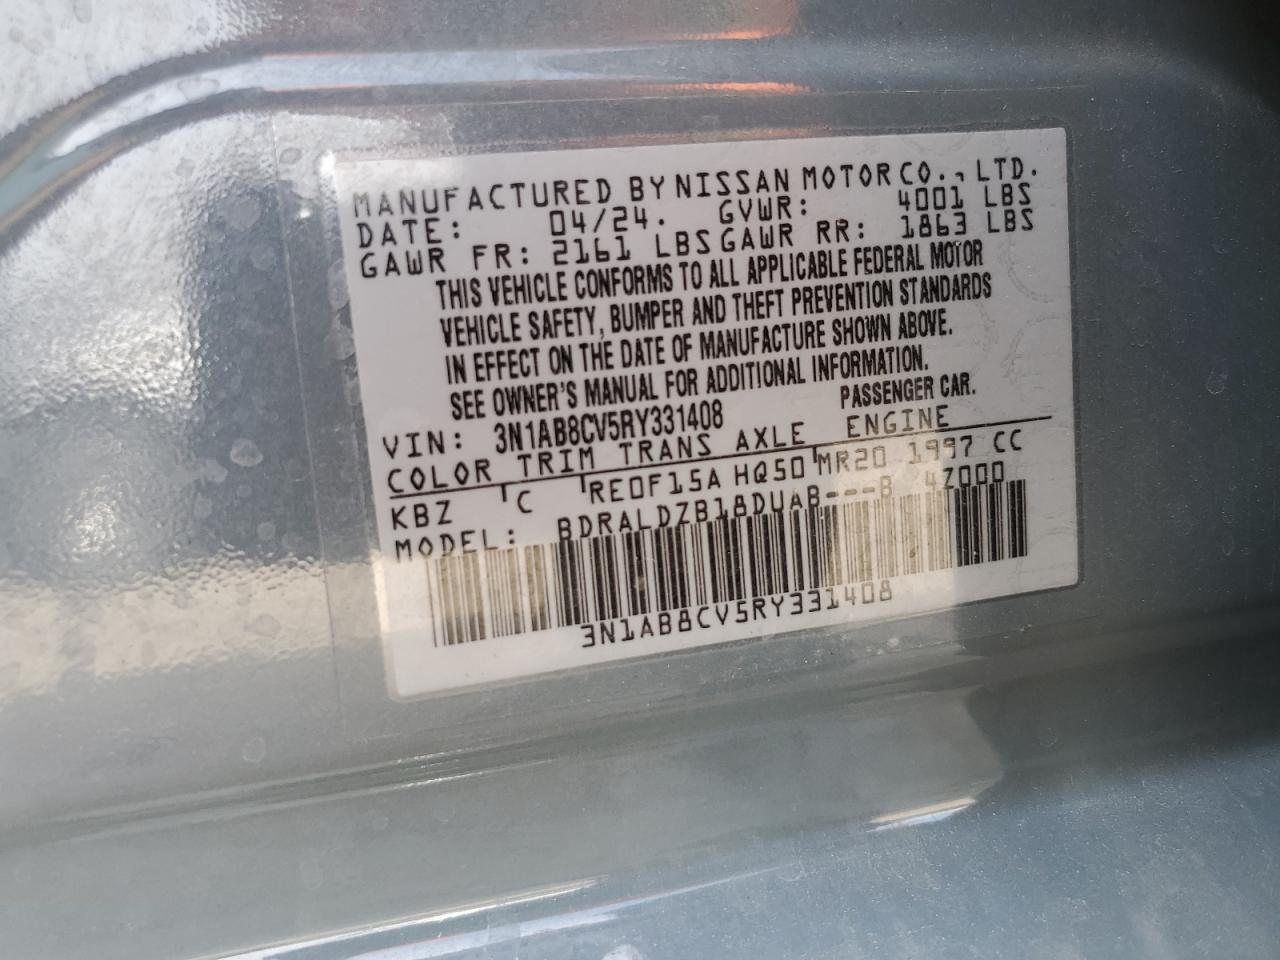 MANUFACTURED BY NISSAN MOTOR CO., LTD.
DATE: 04/24. GVWR: 4001 LBS
GAWR FR: 2161 LBS GAWR RR: 1863 LBS
THIS VEHICLE CONFORMS TO ALL APPLICABLE FEDERAL MOTOR
VEHICLE SAFETY, BUMPER AND THEFT PREVENTION STANDARDS
IN EFFECT ON THE DATE OF MANUFACTURE SHOWN ABOVE.
SEE OWNER'S MANUAL FOR ADDITIONAL INFORMATION.
VIN: 3N1AB8CV5RY331408 PASSENGER CAR.
COLOR TRIM TRANS AXLE ENGINE
KBZ C RE0F15A HQ50 MR20 1997 CC
MODEL: BDRALDZB18DUAB---B 4Z000
3N1AB8CV5RY331408